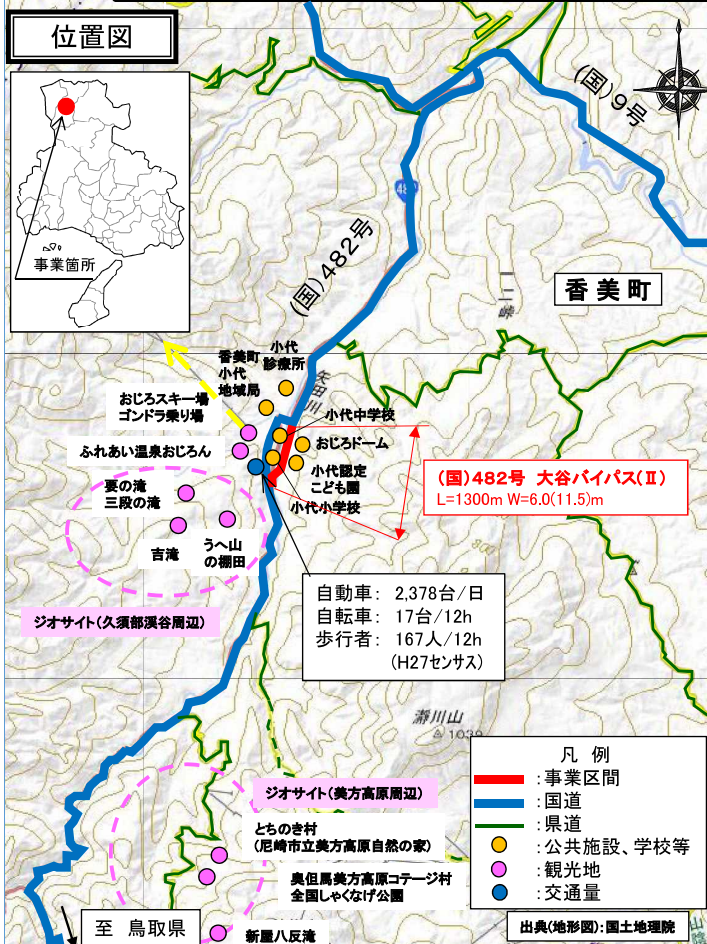 位置図
事業箇所
(国)9号
(国)482号
48
香美町
一二峠
矢田川
小代
診療所
香美町
小代
地域局
おじろスキー場
ゴンドラ乗り場
小代中学校
ふれあい温泉おじろん
おじろドーム
小代認定
こども園
小代小学校
(国)482号 大谷バイパス(Ⅱ)
L=1300m W=6.0(11.5)m
要の滝
三段の滝
吉滝
うへ山
の棚田
ジオサイト(久須部渓谷周辺)
自動車: 2,378台/日
自転車: 17台/12h
歩行者: 167人/12h
(H27センサス)
800
瀞川山
1039
ジオサイト(美方高原周辺)
とちのき村
(尼崎市立美方高原自然の家)
奥但馬美方高原コテージ村
全国しゃくなげ公園
新屋八反滝
至 鳥取県
凡 例
:事業区間
:国道
:県道
:公共施設、学校等
:観光地
:交通量
出典(地形図):国土地理院